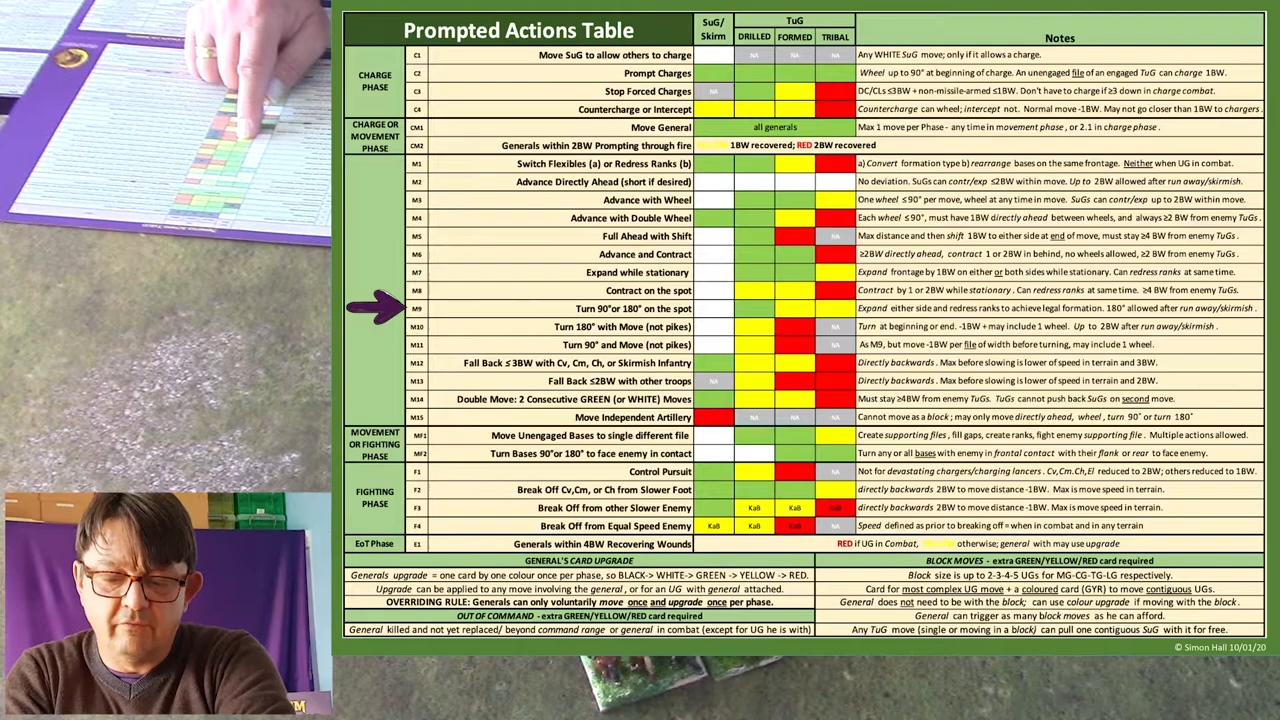 Prompted Actions Table
SuG/ Skirm
TuG
DRILLED FORMED TRIBAL
Notes
CHARGE PHASE
C1 Move SuG to allow others to charge NA NA NA Any WHITE SuG move; only if it allows a charge.
C2 Prompt Charges Wheel up to 90° at beginning of charge. An unengaged file of an engaged TuG can charge 1BW.
C3 Stop Forced Charges NA DC/CLs ≤3BW + non-missile-armed ≤1BW. Don't have to charge if ≥3 down in charge combat.
C4 Countercharge or Intercept Countercharge can wheel; intercept not. Normal move -1BW. May not go closer than 1BW to chargers.
CHARGE OR MOVEMENT PHASE
CM1 Move General all generals Max 1 move per Phase - any time in movement phase, or 2.1 in charge phase.
CM2 Generals within 2BW Prompting through fire YELLOW 1BW recovered; RED 2BW recovered
M1 Switch Flexibles (a) or Redress Ranks (b) a) Convert formation type b) rearrange bases on the same frontage. Neither when UG in combat.
M2 Advance Directly Ahead (short if desired) No deviation. SuGs can contr/exp ≤2BW within move. Up to 2BW allowed after run away/skirmish.
M3 Advance with Wheel One wheel ≤90° per move, wheel at any time in move. SuGs can contr/exp up to 2BW within move.
M4 Advance with Double Wheel Each wheel ≤90°, must have 1BW directly ahead between wheels, and always ≥2 BW from enemy TuGs.
M5 Full Ahead with Shift NA Max distance and then shift 1BW to either side at end of move, must stay ≥4 BW from enemy TuGs.
M6 Advance and Contract ≥2BW directly ahead, contract 1 or 2BW in behind, no wheels allowed, ≥2 BW from enemy TuGs.
M7 Expand while stationary Expand frontage by 1BW on either or both sides while stationary. Can redress ranks at same time.
M8 Contract on the spot Contract by 1 or 2BW while stationary. Can redress ranks at same time. ≥4 BW from enemy TuGs.
M9 Turn 90°or 180° on the spot Expand either side and redress ranks to achieve legal formation. 180° allowed after run away/skirmish.
M10 Turn 180° with Move (not pikes) NA Turn at beginning or end. -1BW + may include 1 wheel. Up to 2BW after run away/skirmish.
M11 Turn 90° and Move (not pikes) NA As M9, but move -1BW per file of width before turning, may include 1 wheel.
M12 Fall Back ≤3BW with Cv, Cm, Ch, or Skirmish Infantry Directly backwards. Max before slowing is lower of speed in terrain and 3BW.
M13 Fall Back ≤2BW with other troops NA Directly backwards. Max before slowing is lower of speed in terrain and 2BW.
M14 Double Move: 2 Consecutive GREEN (or WHITE) Moves Must stay ≥4BW from enemy TuGs. TuGs cannot push back SuGs on second move.
M15 Move Independent Artillery NA NA NA Cannot move as a block; may only move directly ahead, wheel, turn 90° or turn 180°
MOVEMENT OR FIGHTING PHASE
MF1 Move Unengaged Bases to single different file Create supporting files, fill gaps, create ranks, fight enemy supporting file. Multiple actions allowed.
MF2 Turn Bases 90°or 180° to face enemy in contact Turn any or all bases with enemy in frontal contact with their flank or rear to face enemy.
FIGHTING PHASE
F1 Control Pursuit NA Not for devastating chargers/charging lancers. Cv,Cm.Ch,El reduced to 2BW; others reduced to 1BW.
F2 Break Off Cv,Cm, or Ch from Slower Foot directly backwards 2BW to move distance -1BW. Max is move speed in terrain.
F3 Break Off from other Slower Enemy KaB KaB KaB directly backwards 2BW to move distance -1BW. Max is move speed in terrain.
F4 Break Off from Equal Speed Enemy KaB KaB KaB NA Speed defined as prior to breaking off = when in combat and in any terrain
EoT Phase E1 Generals within 4BW Recovering Wounds RED if UG in Combat, YELLOW otherwise; general with may use upgrade
GENERAL'S CARD UPGRADE
Generals upgrade = one card by one colour once per phase, so BLACK-> WHITE-> GREEN -> YELLOW -> RED.
Upgrade can be applied to any move involving the general, or for an UG with general attached.
OVERRIDING RULE: Generals can only voluntarily move once and upgrade once per phase.
OUT OF COMMAND - extra GREEN/YELLOW/RED card required
General killed and not yet replaced/ beyond command range or general in combat (except for UG he is with)
BLOCK MOVES - extra GREEN/YELLOW/RED card required
Block size is up to 2-3-4-5 UGs for MG-CG-TG-LG respectively.
Card for most complex UG move + a coloured card (GYR) to move contiguous UGs.
General does not need to be with the block; can use colour upgrade if moving with the block.
General can trigger as many block moves as he can afford.
Any TuG move (single or moving in a block) can pull one contiguous SuG with it for free.
© Simon Hall 10/01/20